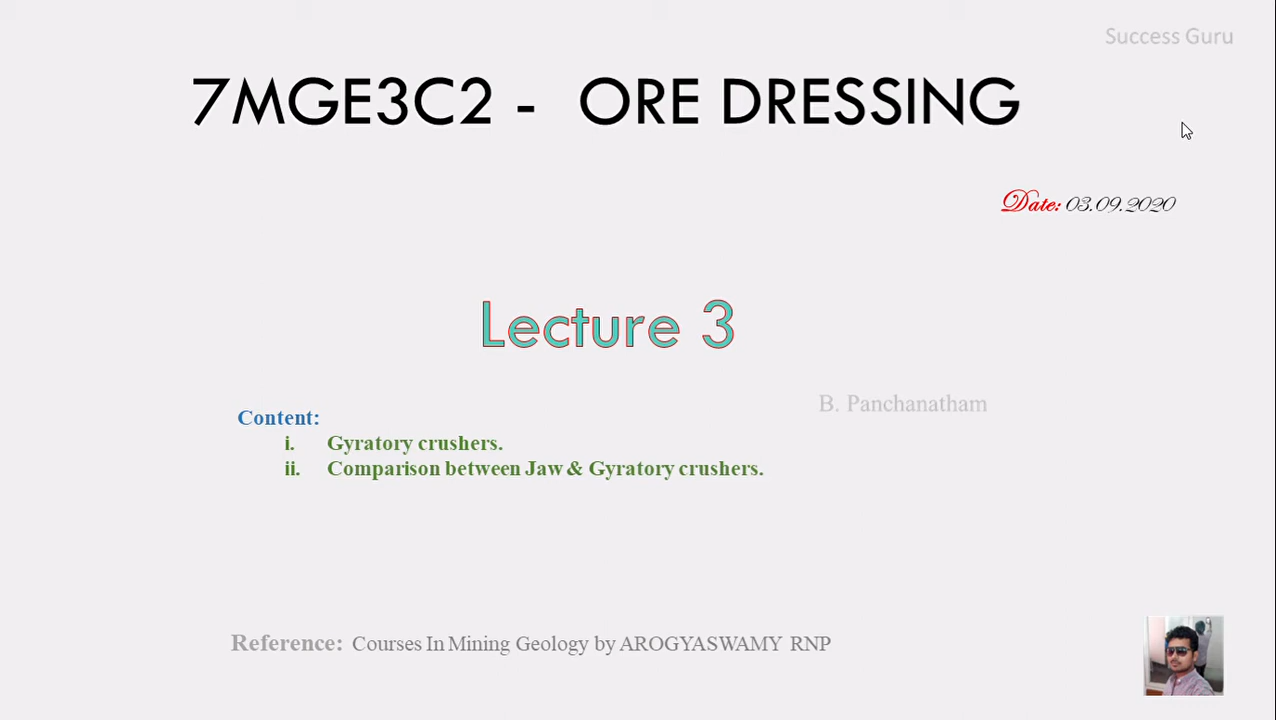 Success Guru
7MGE3C2 - ORE DRESSING
Date: 03.09.2020
Lecture 3
B. Panchanatham
Content:
i. Gyratory crushers.
ii. Comparison between Jaw & Gyratory crushers.
Reference: Courses In Mining Geology by AROGYASWAMY RNP